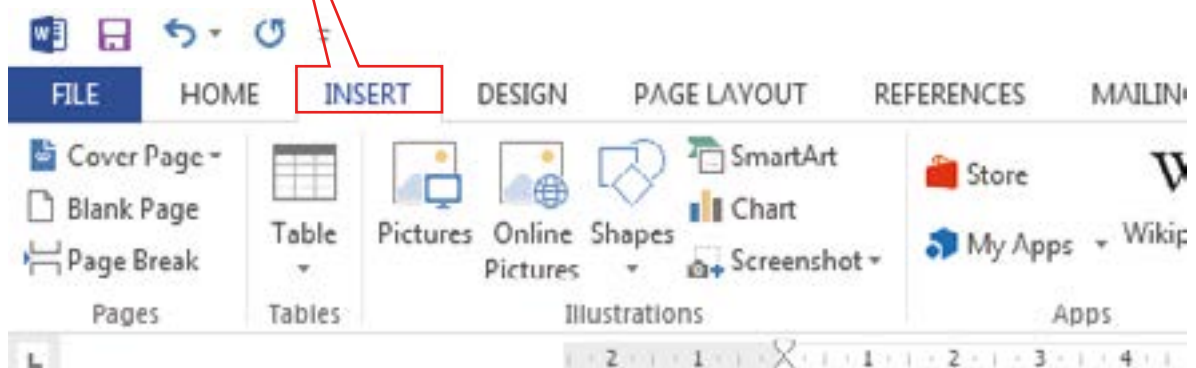 FILE HOME INSERT DESIGN PAGE LAYOUT REFERENCES
Cover Page
Blank Page
Page Break
Pages
Table
Tables
Pictures
Online
Pictures
Shapes
SmartArt
Chart
Screenshot
Illustrations
Store
My Apps
Apps
L
2 1 1 2 3 4